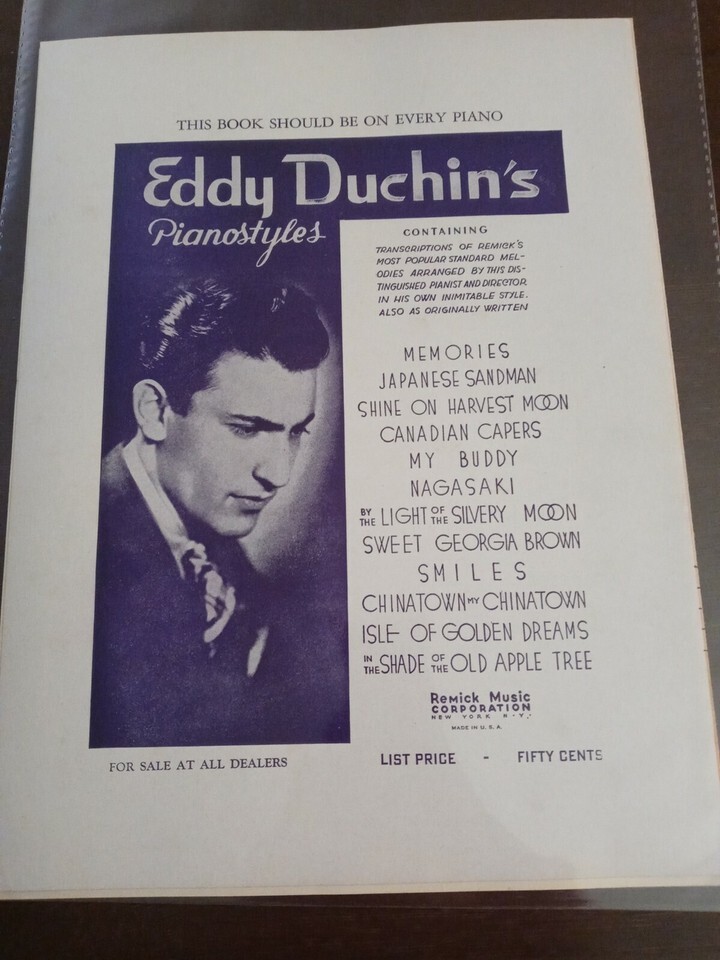 THIS BOOK SHOULD BE ON EVERY PIANO
Eddy Duchin's
Pianostyles
CONTAINING
TRANSCRIPTIONS OF REMICK'S
MOST POPULAR STANDARD MEL-
ODIES ARRANGED BY THIS DIS-
TINGUISHED PIANIST AND DIRECTOR
IN HIS OWN INIMITABLE STYLE.
ALSO AS ORIGINALLY WRITTEN
MEMORIES
JAPANESE SANDMAN
SHINE ON HARVEST MOON
CANADIAN CAPERS
MY BUDDY
NAGASAKI
BY THE LIGHT OF THE SILVERY MOON
SWEET GEORGIA BROWN
SMILES
CHINATOWN MY CHINATOWN
ISLE OF GOLDEN DREAMS
IN THE SHADE OF THE OLD APPLE TREE
Remick Music
CORPORATION
NEW YORK N.Y.
MADE IN U.S.A.
FOR SALE AT ALL DEALERS
LIST PRICE - FIFTY CENTS